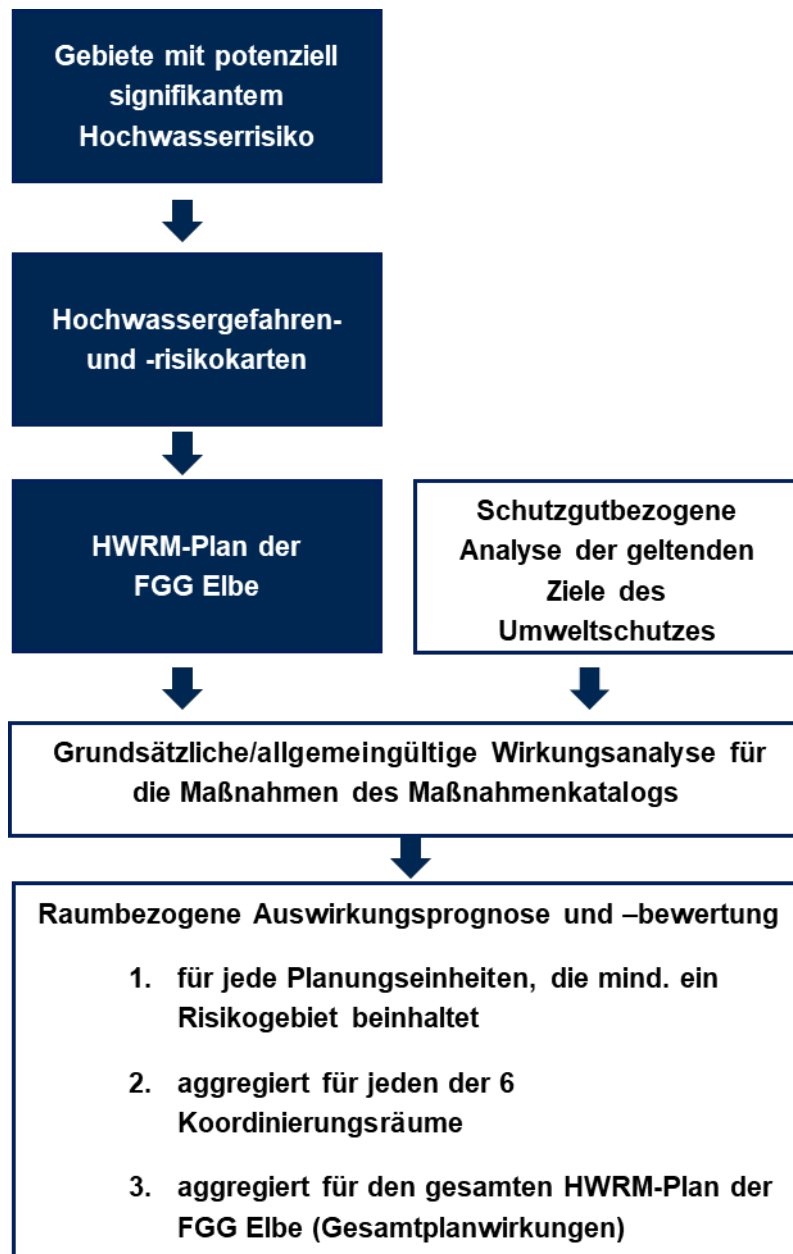 Gebiete mit potenziell
signifikantem
Hochwasserrisiko
Hochwassergefahren-
und -risikokarten
HWRM-Plan der
FGG Elbe
Schutzgutbezogene
Analyse der geltenden
Ziele des
Umweltschutzes
Grundsätzliche/allgemeingültige Wirkungsanalyse für
die Maßnahmen des Maßnahmenkatalogs
Raumbezogene Auswirkungsprognose und –bewertung
1. für jede Planungseinheiten, die mind. ein
Risikogebiet beinhaltet
2. aggregiert für jeden der 6
Koordinierungsräume
3. aggregiert für den gesamten HWRM-Plan der
FGG Elbe (Gesamtplanwirkungen)